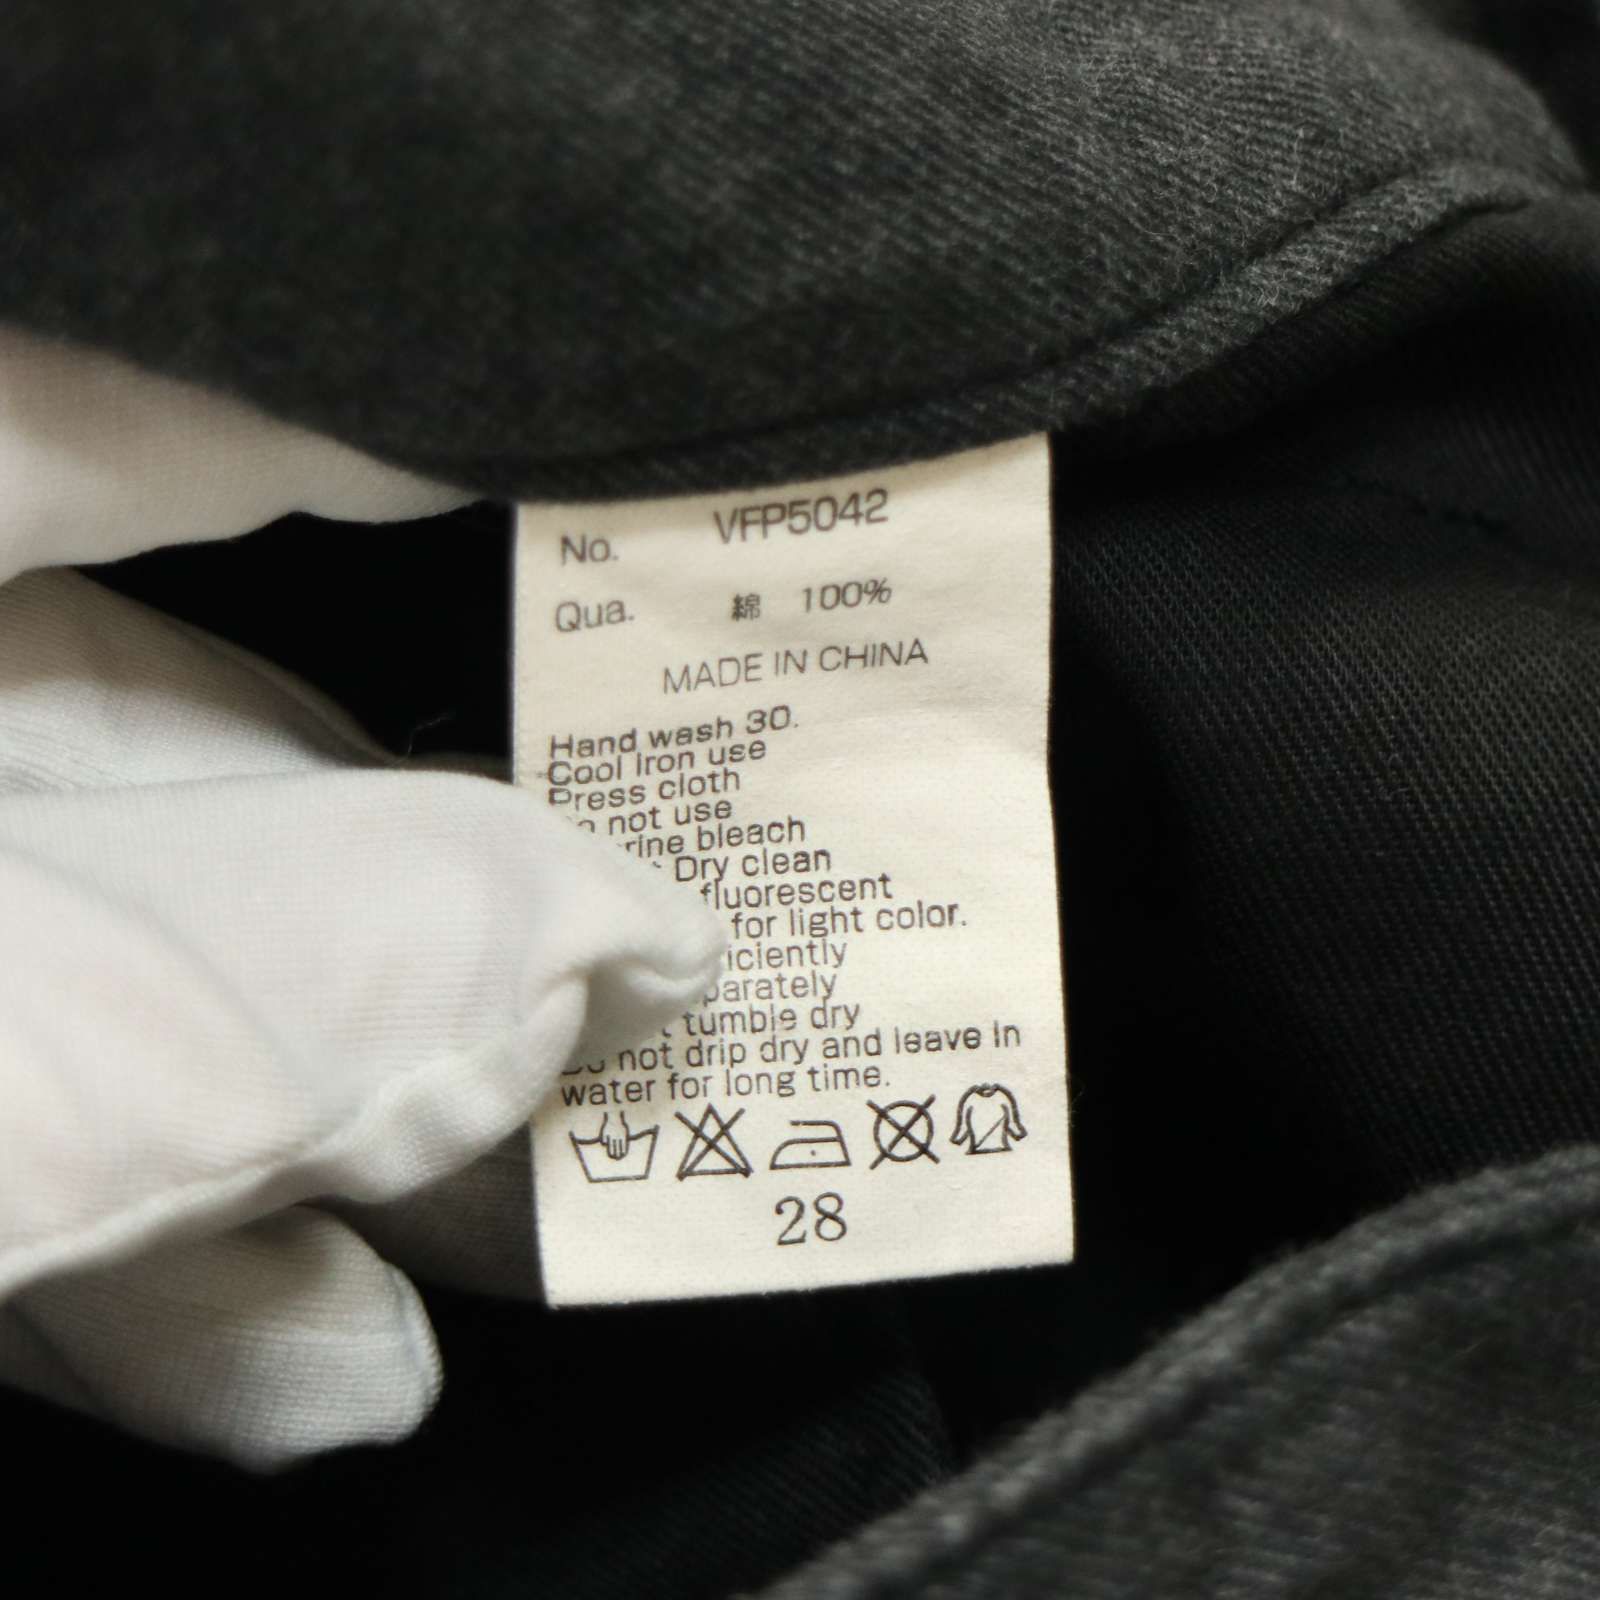 No. VFP5042
Qua. 綿 100%
MADE IN CHINA
Hand wash 30.
Cool Iron use
Press cloth
not use
bleach
Dry clean
fluorescent
for light color.
tumble dry
not drip dry and leave in
water for long time.
28